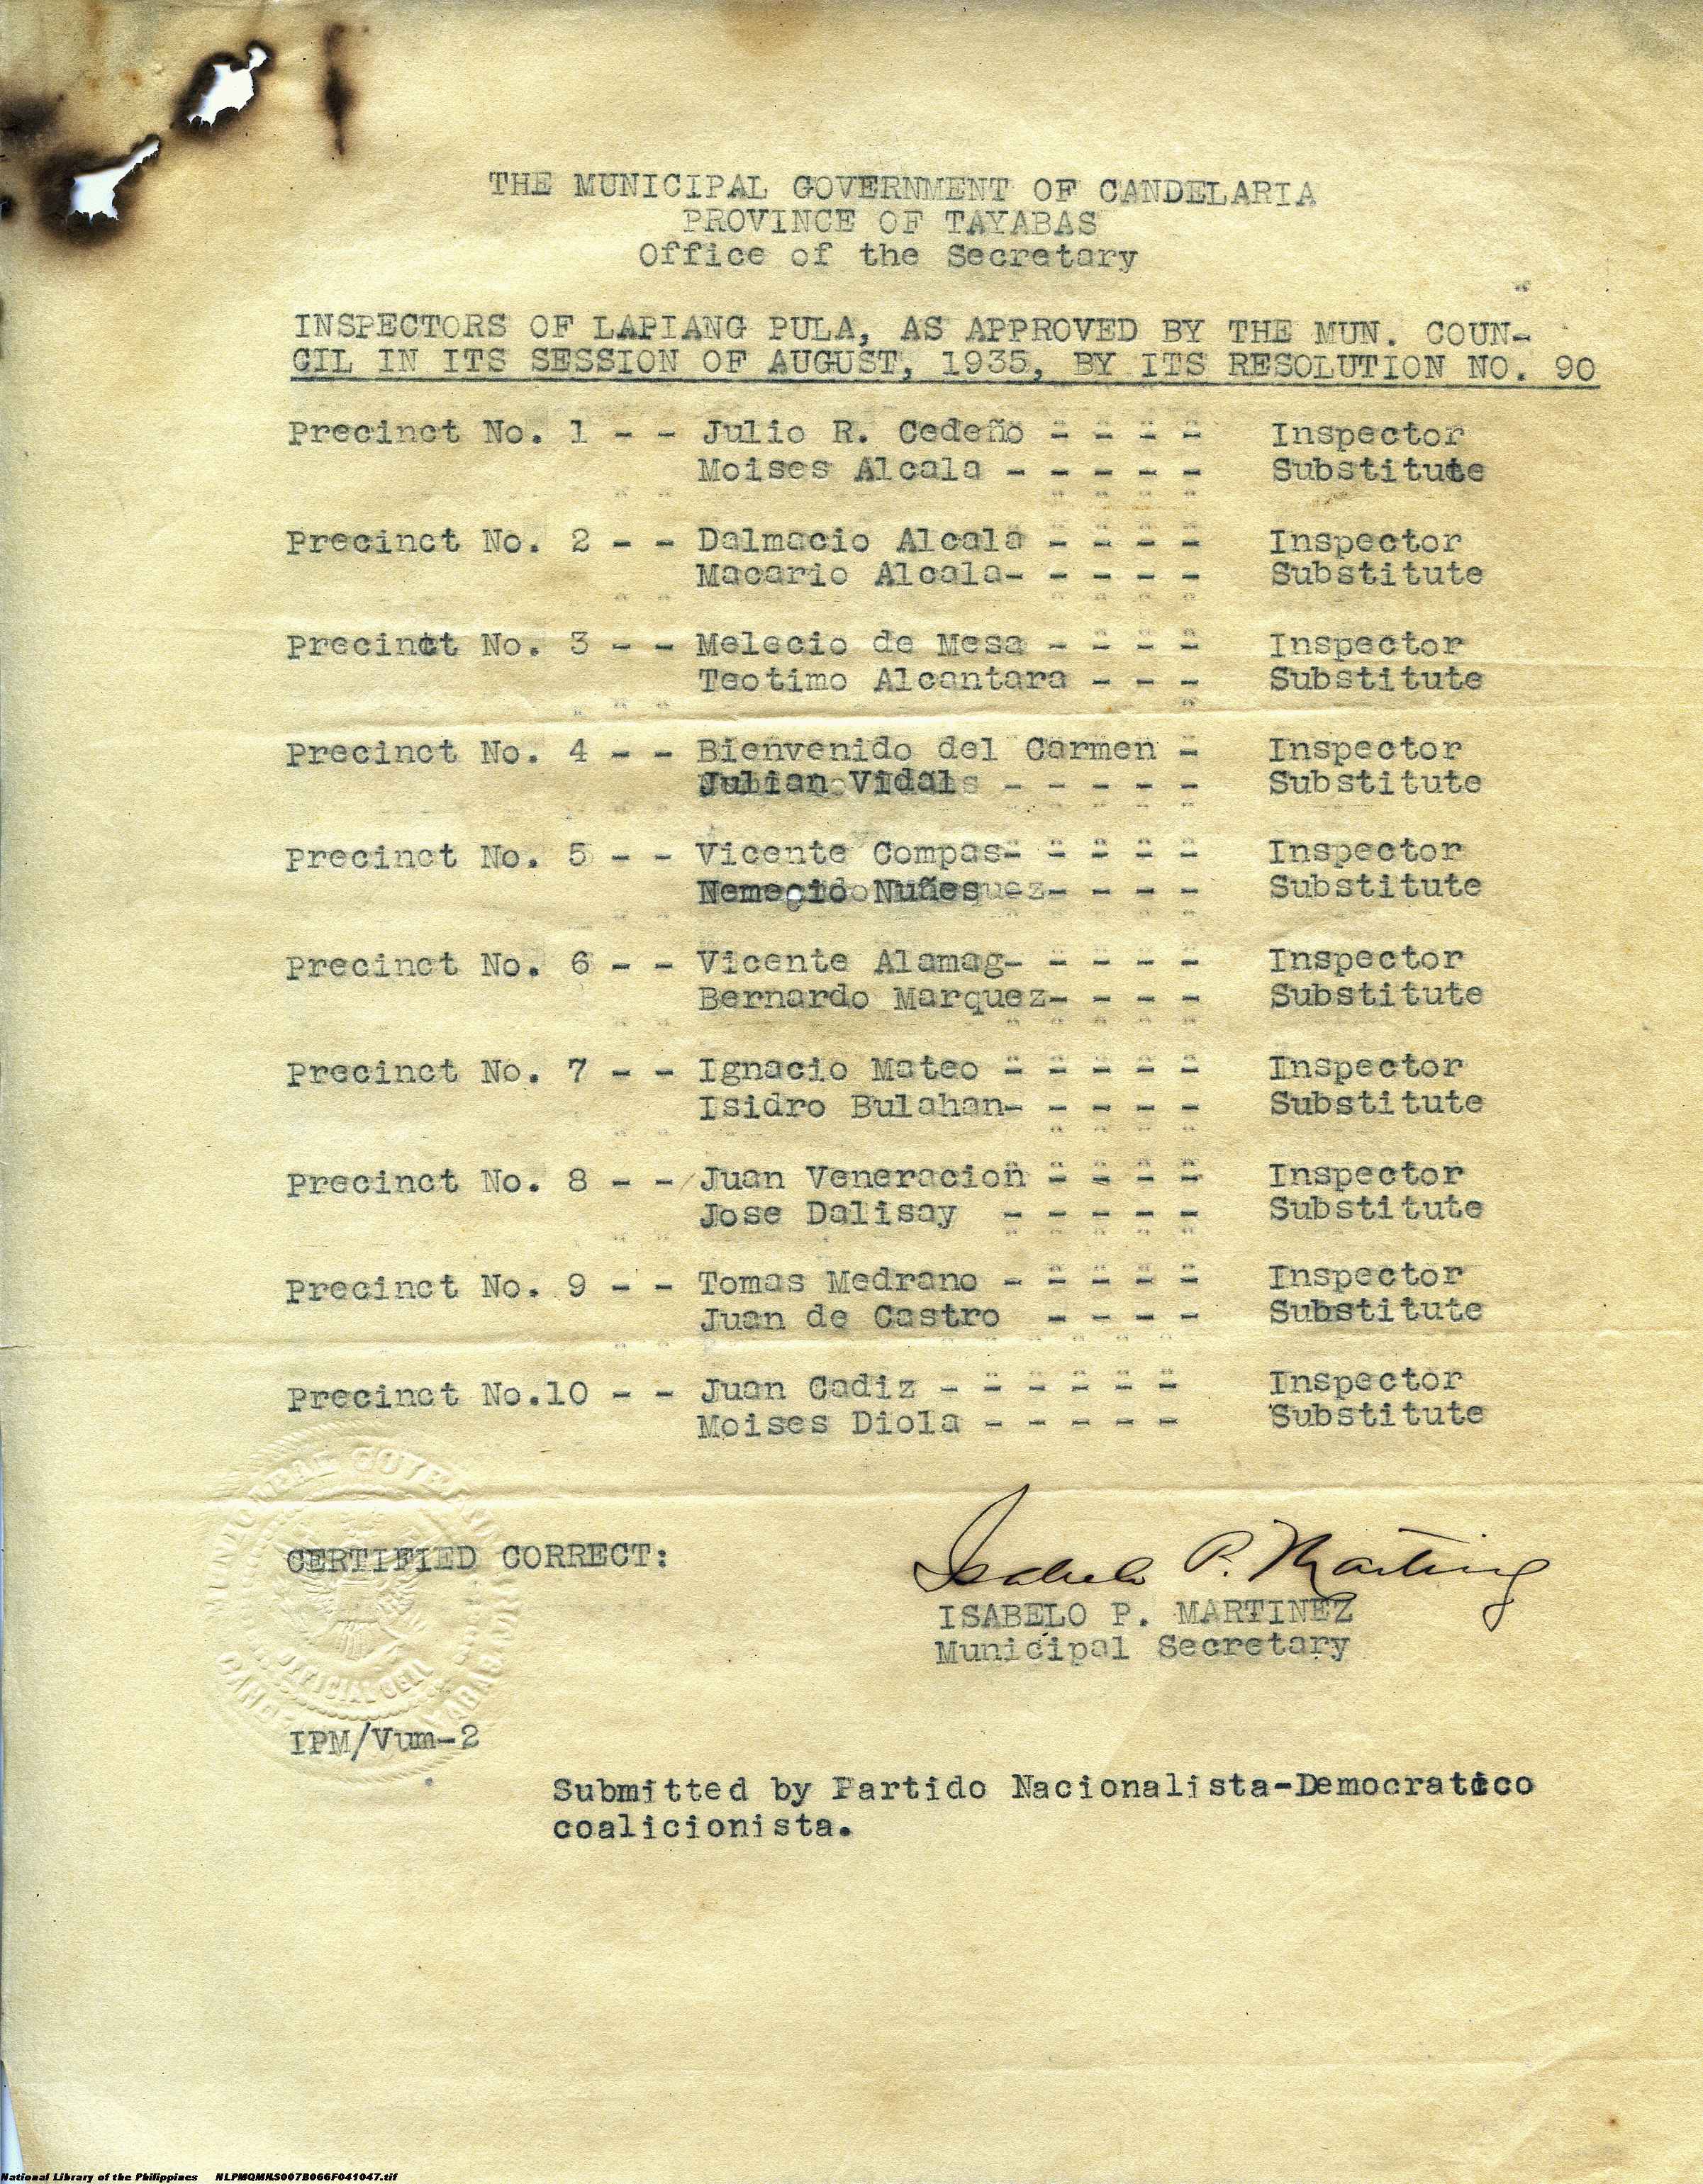 THE MUNICIPAL GOVERNMENT OF CANDELARIA
PROVINCE OF TAYABAS
Office of the Secretary
INSPECTORS OF LAPIANG PULA, AS APPROVED BY THE MUN. COUN-
CIL IN ITS SESSION OF AUGUST, 1935, BY ITS RESOLUTION NO. 90
Precinct No. 1 - - Julio R. Cedeño - - - - Inspector
Moises Alcala - - - - - Substitute
Precinct No. 2 - - Dalmacio Alcala - - - - Inspector
Macario Alcala- - - - - Substitute
Precinct No. 3 - - Melecio de Mesa - - - - Inspector
Teotimo Alcantara - - - Substitute
Precinct No. 4 - - Bienvenido del Carmen - Inspector
Julian Vidal - - - - - Substitute
Precinct No. 5 - - Vicente Compas- - - - - Inspector
Nemecio Nuñes - - - - Substitute
Precinct No. 6 - - Vicente Alamag- - - - - Inspector
Bernardo Marquez- - - - Substitute
Precinct No. 7 - - Ignacio Mateo - - - - - Inspector
Isidro Bulahan- - - - - Substitute
Precinct No. 8 - - Juan Veneracion - - - - Inspector
Jose Dalisay - - - - - Substitute
Precinct No. 9 - - Tomas Medrano - - - - - Inspector
Juan de Castro - - - - Substitute
Precinct No.10 - - Juan Cadiz - - - - - - Inspector
Moises Diola - - - - - Substitute
CERTIFIED CORRECT:
Isabelo P. Martinez
ISABELO P. MARTINEZ
Municipal Secretary
OFFICIAL SEAL
IPM/Vum-2
Submitted by Partido Nacionalista-Democratico
coalicionista.
National Library of the Philippines NLPMQMNS007B066F041047.tif